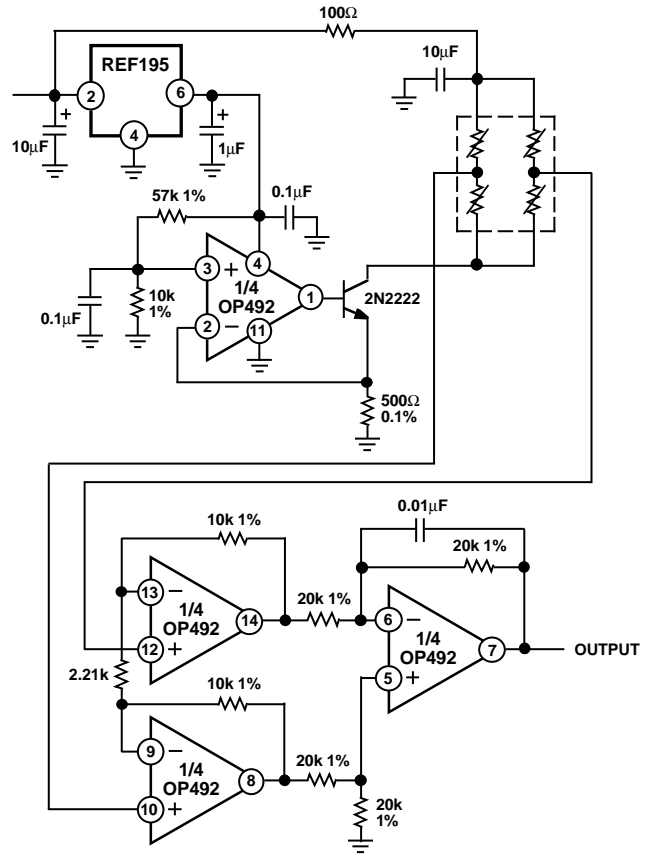 100Ω
REF195
10µF
2
6
+
+
4
10µF
1µF
57k 1%
0.1µF
3
+
4
1/4
OP492
1
2N2222
10k
1%
0.1µF
2
−
11
500Ω
0.1%
0.01µF
10k 1%
20k 1%
13
−
1/4
OP492
14
20k 1%
6
−
1/4
OP492
7
OUTPUT
12
+
5
+
2.21k
10k 1%
9
−
1/4
OP492
8
20k 1%
10
+
20k
1%